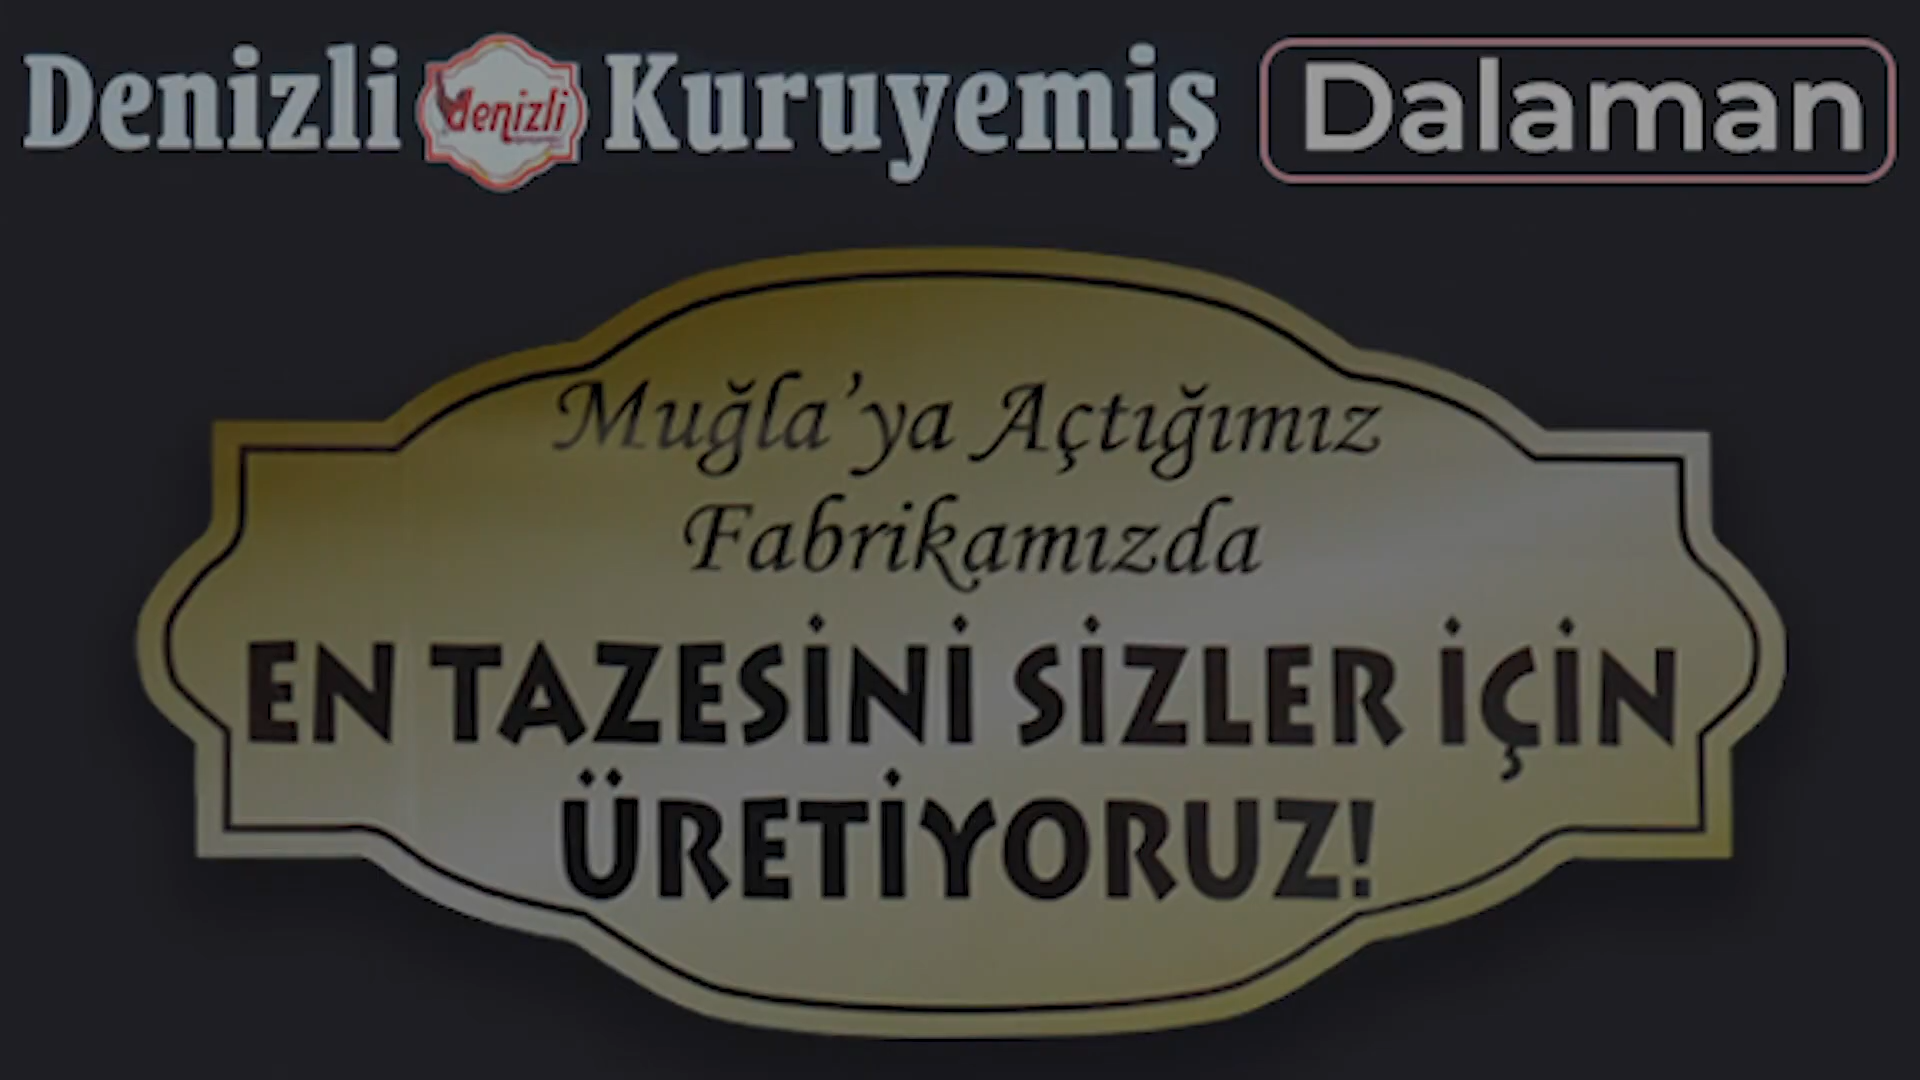 Denizli denizli Kuruyemiş Dalaman
Muğla'ya Açtığımız
Fabrikamızda
EN TAZESİNİ SİZLER İÇİN
ÜRETİYORUZ!